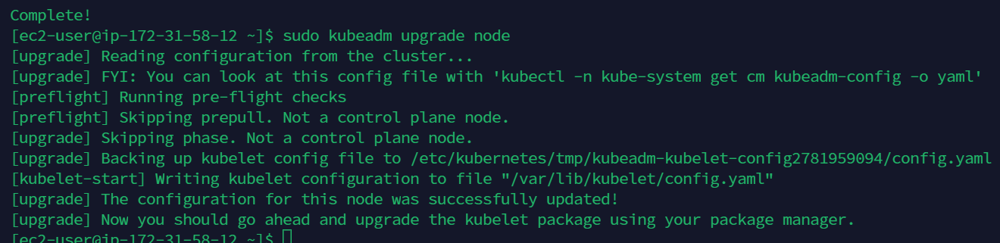 Complete!
[ec2-user@ip-172-31-58-12 ~]$ sudo kubeadm upgrade node
[upgrade] Reading configuration from the cluster...
[upgrade] FYI: You can look at this config file with 'kubectl -n kube-system get cm kubeadm-config -o yaml'
[preflight] Running pre-flight checks
[preflight] Skipping prepull. Not a control plane node.
[upgrade] Skipping phase. Not a control plane node.
[upgrade] Backing up kubelet config file to /etc/kubernetes/tmp/kubeadm-kubelet-config2781959094/config.yaml
[kubelet-start] Writing kubelet configuration to file "/var/lib/kubelet/config.yaml"
[upgrade] The configuration for this node was successfully updated!
[upgrade] Now you should go ahead and upgrade the kubelet package using your package manager.
[ec2-user@ip-172-31-58-12 ~]$